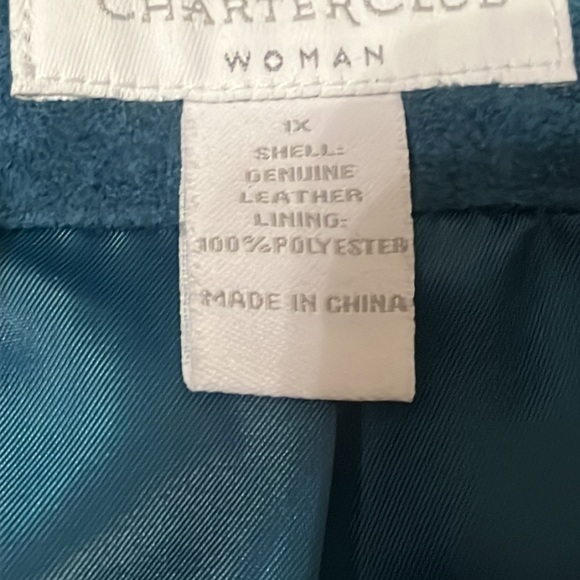 CHARTER CLUB
WOMAN
1X
SHELL:
GENUINE
LEATHER
LINING:
100%POLYESTER
MADE IN CHINA